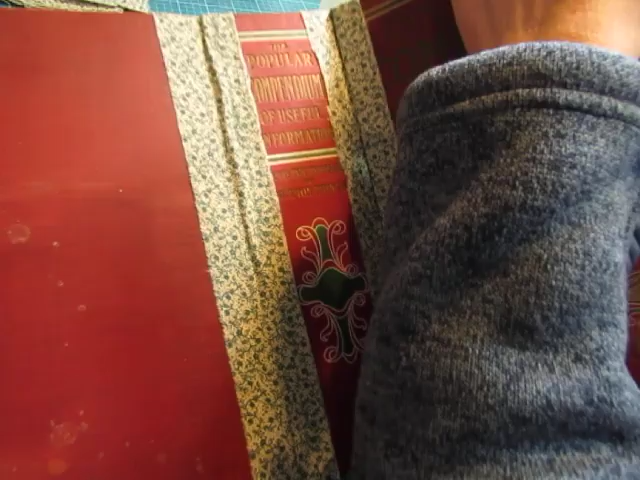 THE
POPULAR
COMPENDIUM
OF USEFUL
INFORMATION